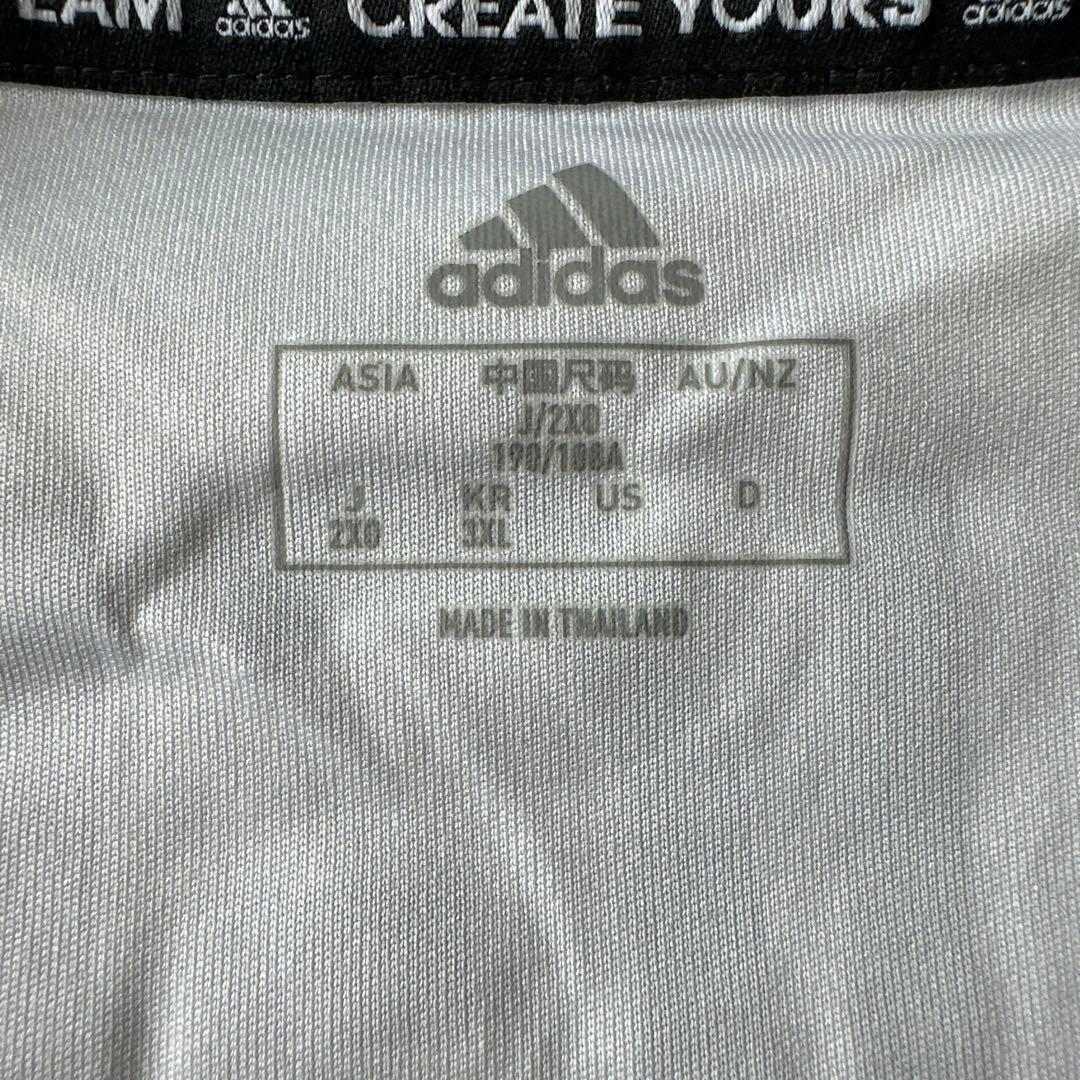 EAM adidas CREATE YOURS adidas
adidas
ASIA 中国尺码 AU/NZ
J/2XO
190/108A
J KR US D
2XO 3XL
MADE IN THAILAND